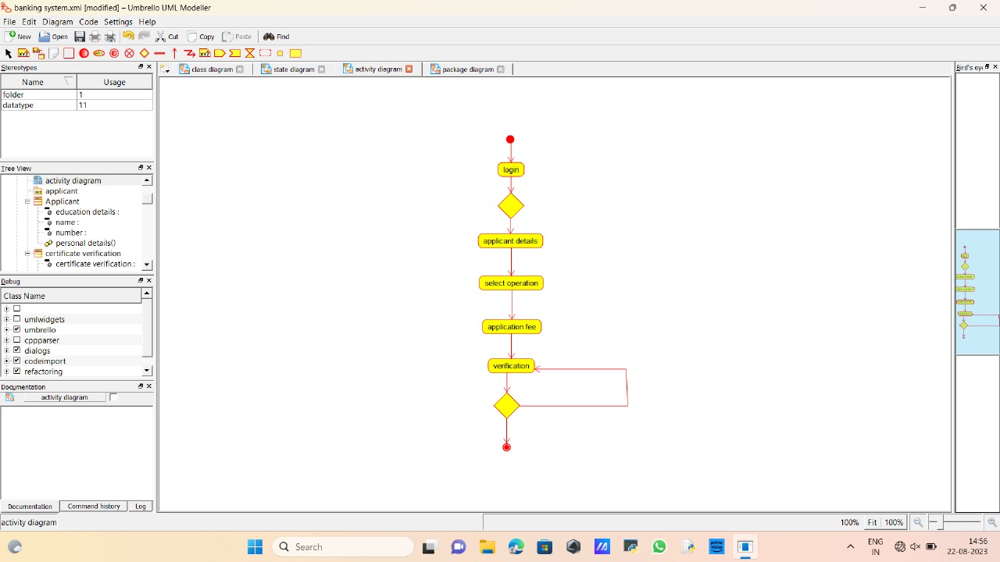 banking system.xmi [modified] – Umbrello UML Modeller
File Edit Diagram Code Settings Help
New Open Cut Copy Paste Find
Stereotypes
Name Usage
folder 1
datatype 11
Tree View
activity diagram
applicant
Applicant
education details :
name :
number :
personal details()
certificate verification
certificate verification :
Debug
Class Name
umlwidgets
umbrello
cppparser
dialogs
codeimport
refactoring
Documentation
activity diagram
Documentation Command history Log
activity diagram
class diagram state diagram activity diagram package diagram
login
applicant details
select operation
application fee
verification
Bird's ey
100% Fit 100%
Search
ENG
IN
14:56
22-08-2023